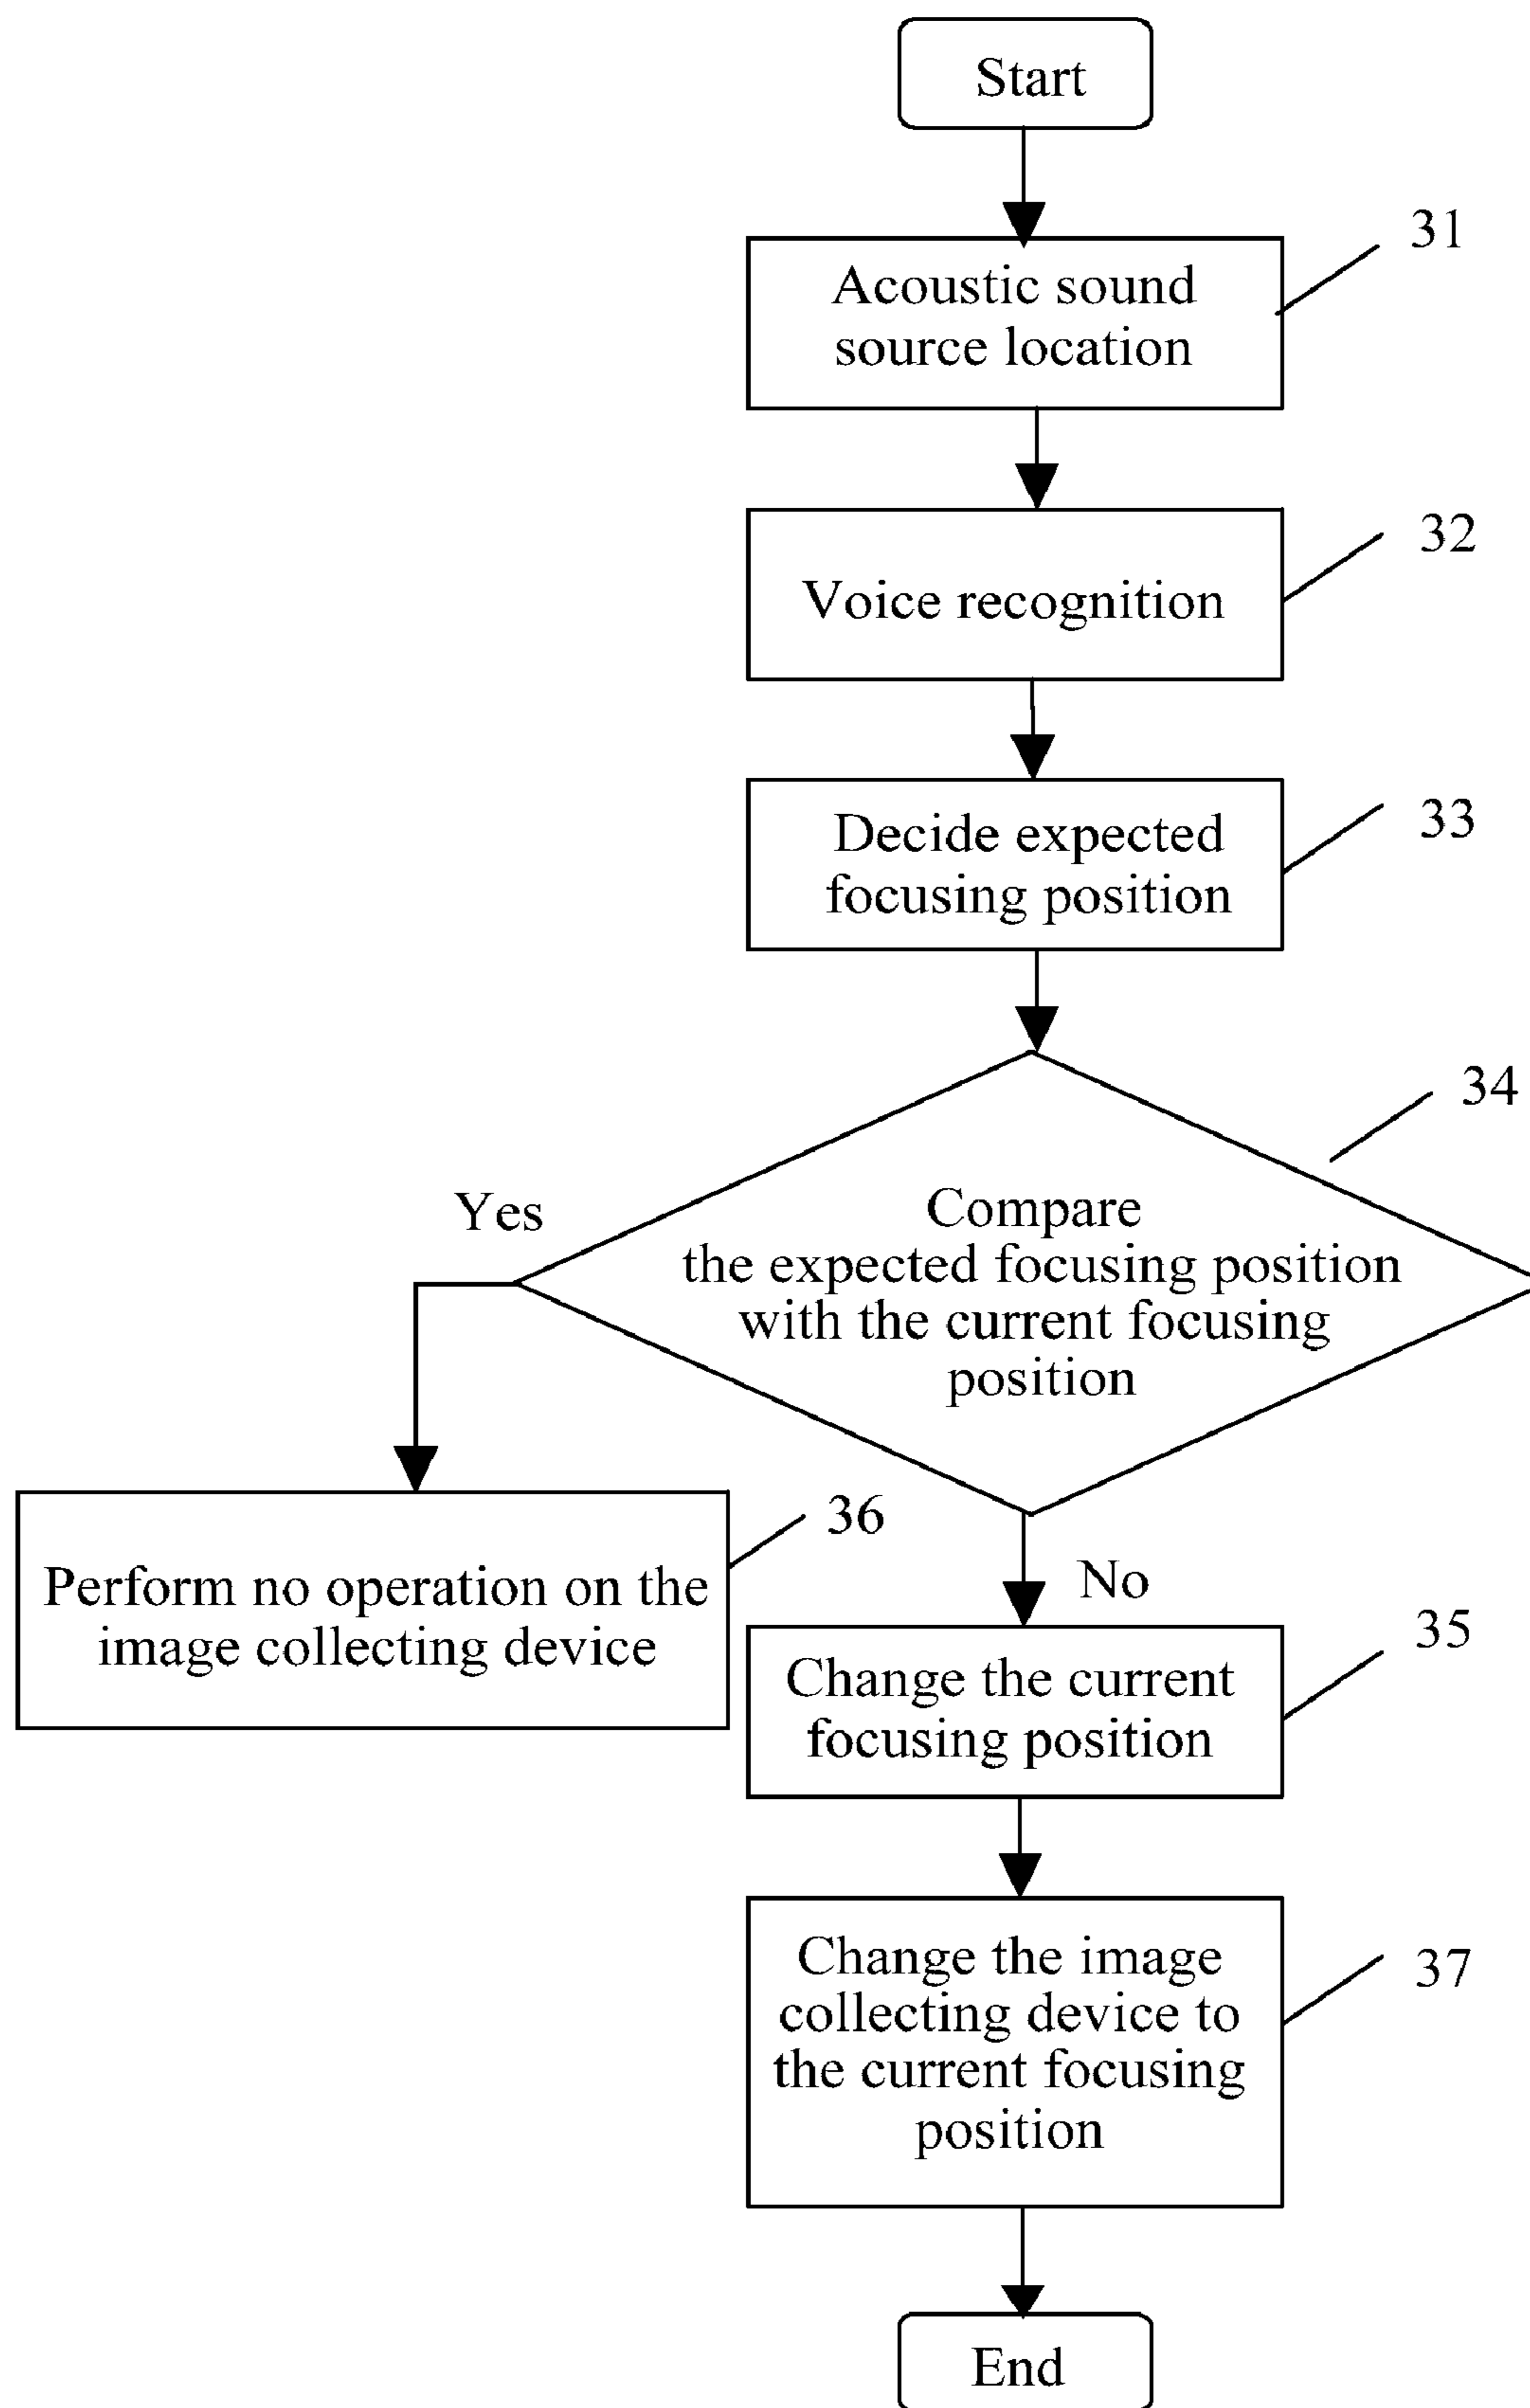 Start
31
Acoustic sound
source location
32
Voice recognition
33
Decide expected
focusing position
34
Compare
the expected focusing position
with the current focusing
position
Yes
36
Perform no operation on the
image collecting device
No
35
Change the current
focusing position
37
Change the image
collecting device to
the current focusing
position
End